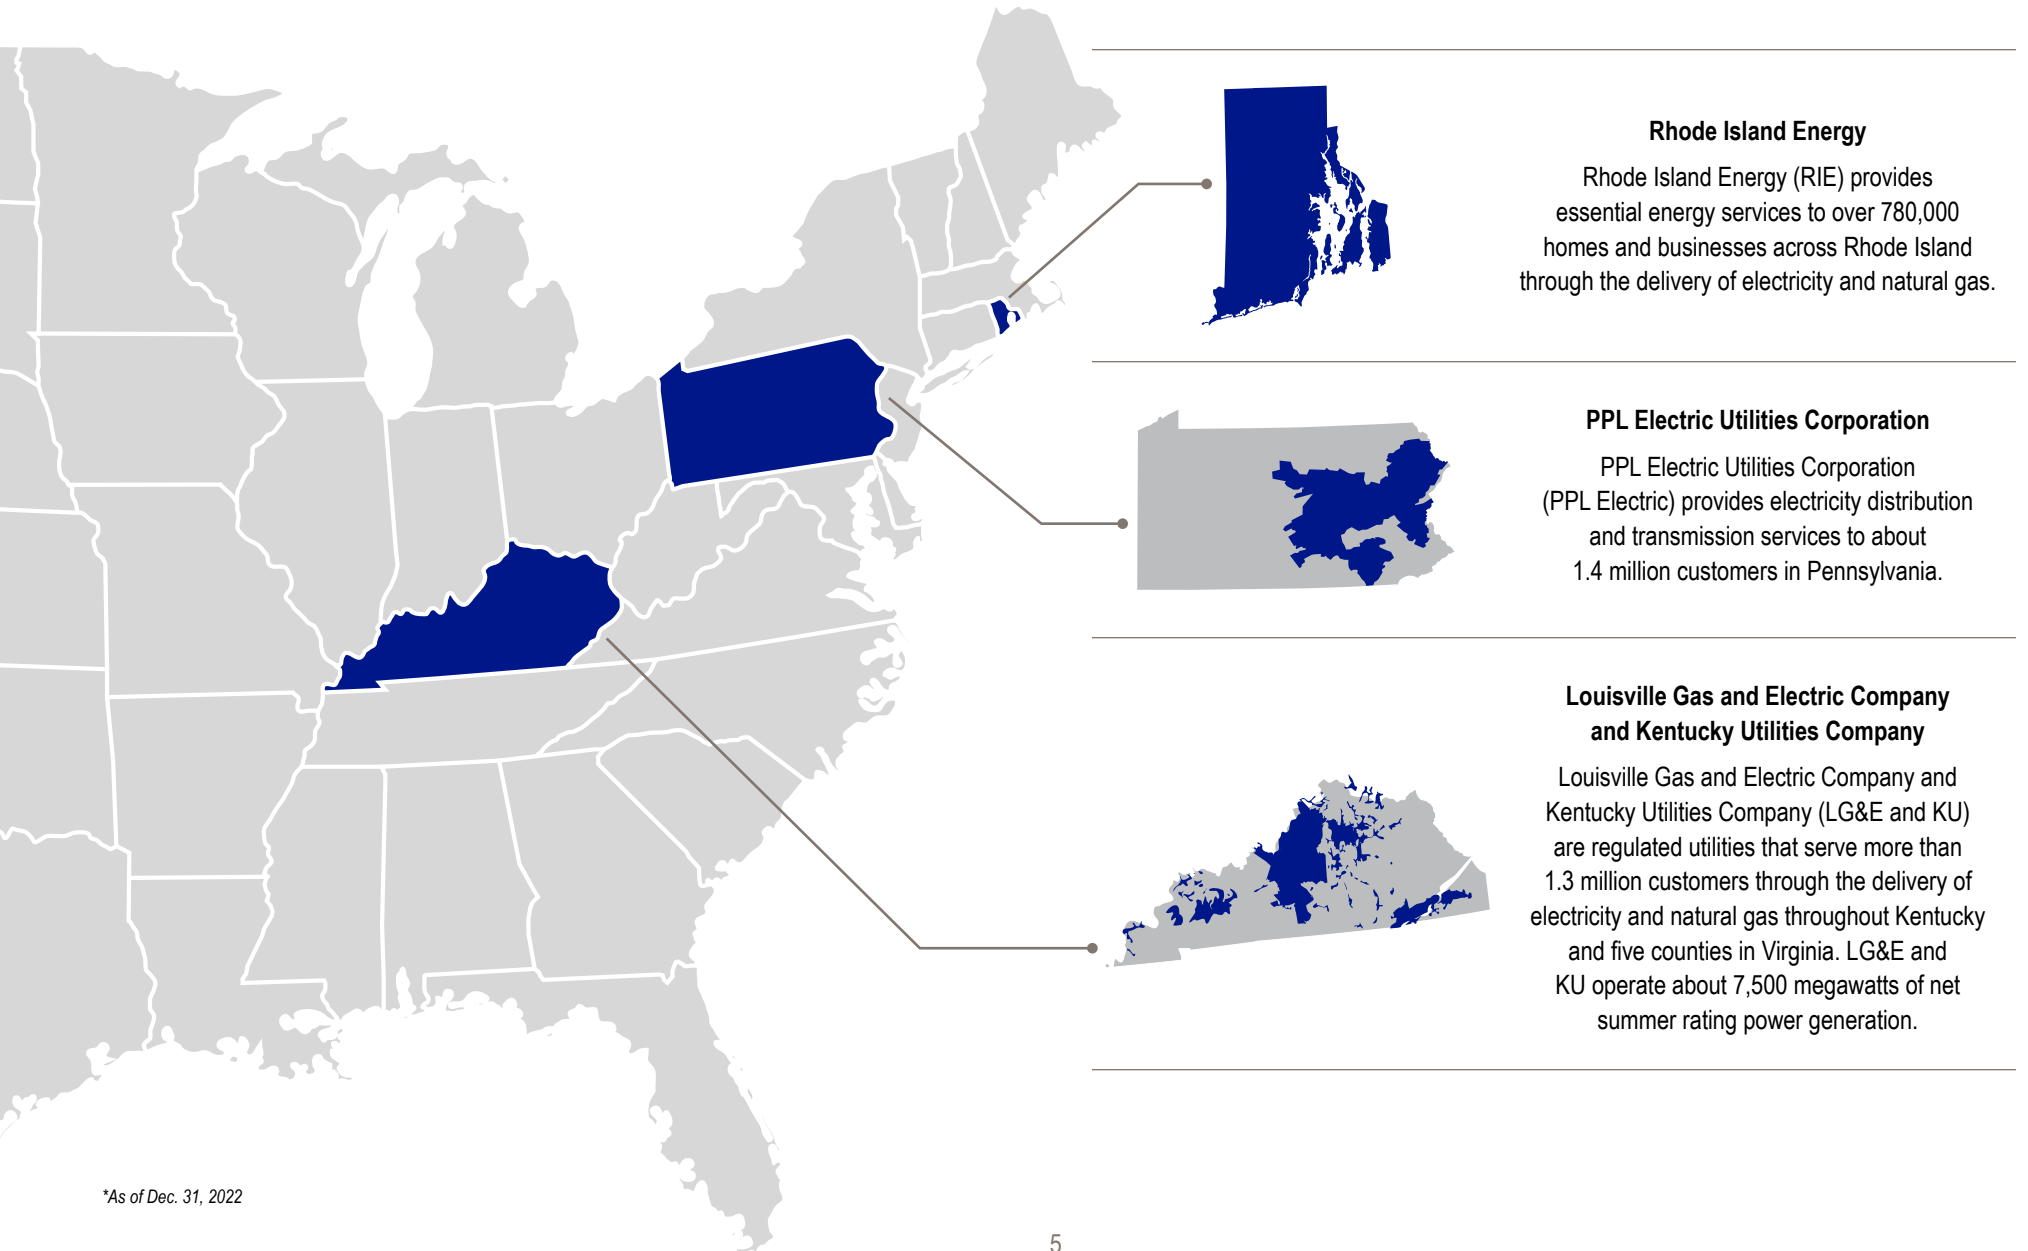 Rhode Island Energy
Rhode Island Energy (RIE) provides
essential energy services to over 780,000
homes and businesses across Rhode Island
through the delivery of electricity and natural gas.
PPL Electric Utilities Corporation
PPL Electric Utilities Corporation
(PPL Electric) provides electricity distribution
and transmission services to about
1.4 million customers in Pennsylvania.
Louisville Gas and Electric Company
and Kentucky Utilities Company
Louisville Gas and Electric Company and
Kentucky Utilities Company (LG&E and KU)
are regulated utilities that serve more than
1.3 million customers through the delivery of
electricity and natural gas throughout Kentucky
and five counties in Virginia. LG&E and
KU operate about 7,500 megawatts of net
summer rating power generation.
*As of Dec. 31, 2022
5